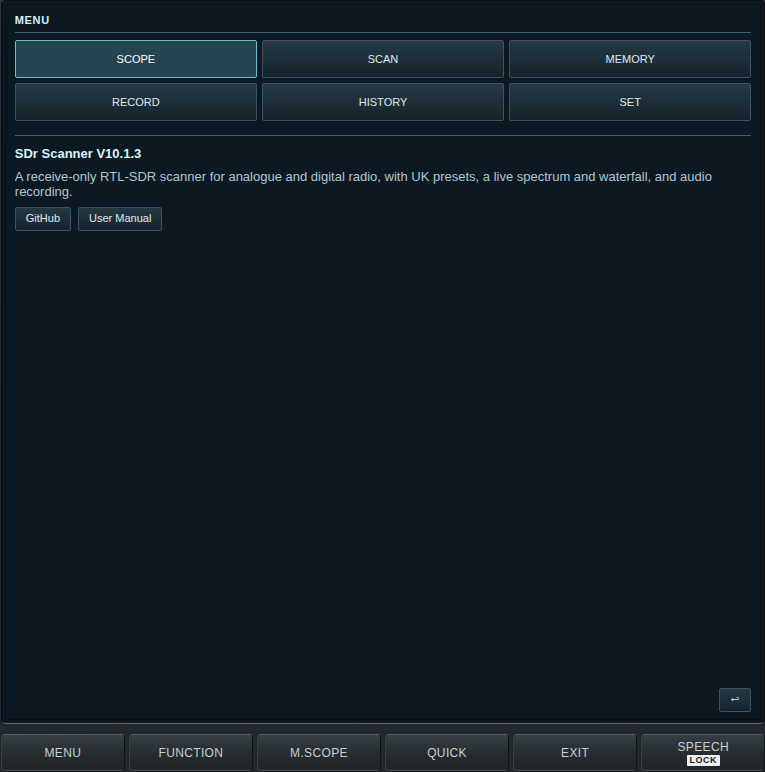 MENU
SCOPE
SCAN
MEMORY
RECORD
HISTORY
SET
SDr Scanner V10.1.3
A receive-only RTL-SDR scanner for analogue and digital radio, with UK presets, a live spectrum and waterfall, and audio
recording.
GitHub
User Manual
MENU
FUNCTION
M.SCOPE
QUICK
EXIT
SPEECH
LOCK